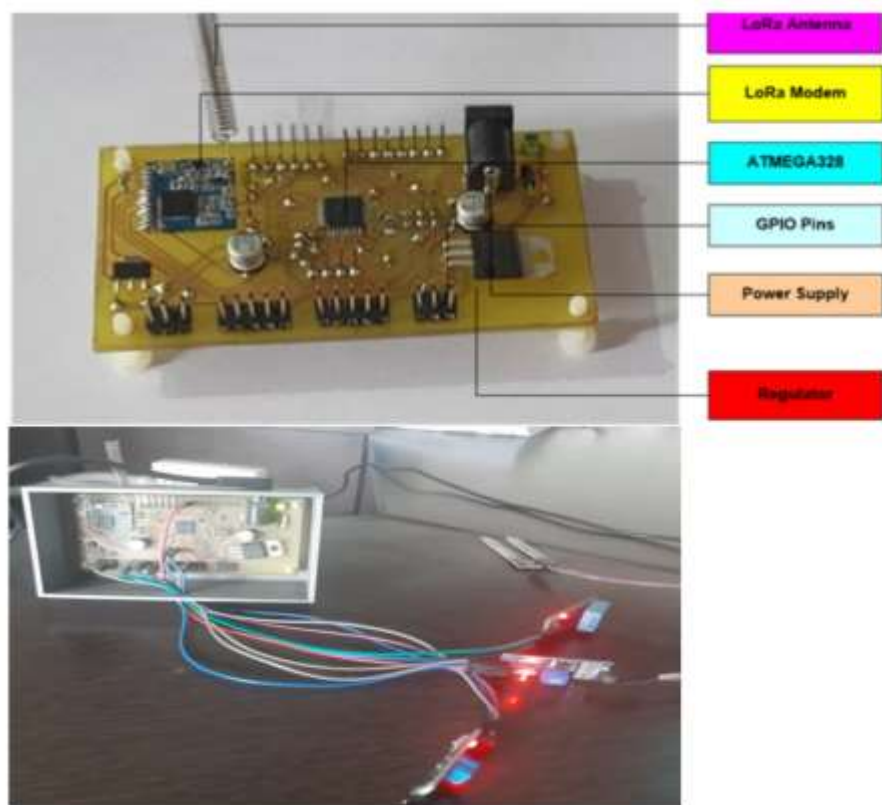 LoRa Antenna
LoRa Modem
ATMEGA328
GPIO Pins
Power Supply
Regulator